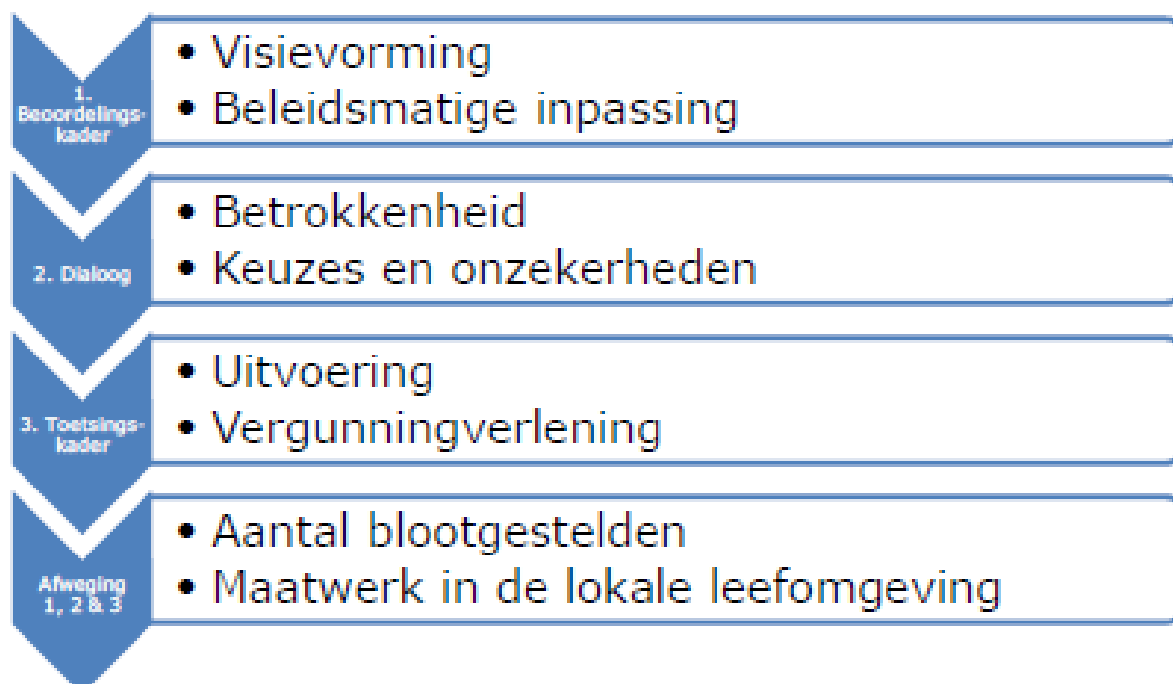 1.
Beoordelings-
kader
• Visievorming
• Beleidsmatige inpassing
2. Dialoog
• Betrokkenheid
• Keuzes en onzekerheden
3. Toetsings-
kader
• Uitvoering
• Vergunningverlening
Afweging
1, 2 & 3
• Aantal blootgestelden
• Maatwerk in de lokale leefomgeving